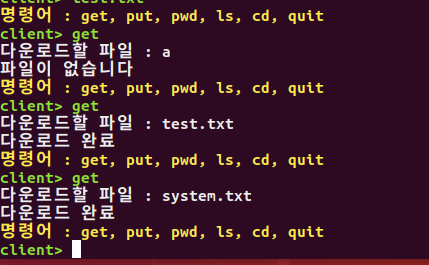 client> test.txt
명령어 : get, put, pwd, ls, cd, quit
client> get
다운로드할 파일 : a
파일이 없습니다
명령어 : get, put, pwd, ls, cd, quit
client> get
다운로드할 파일 : test.txt
다운로드 완료
명령어 : get, put, pwd, ls, cd, quit
client> get
다운로드할 파일 : system.txt
다운로드 완료
명령어 : get, put, pwd, ls, cd, quit
client>